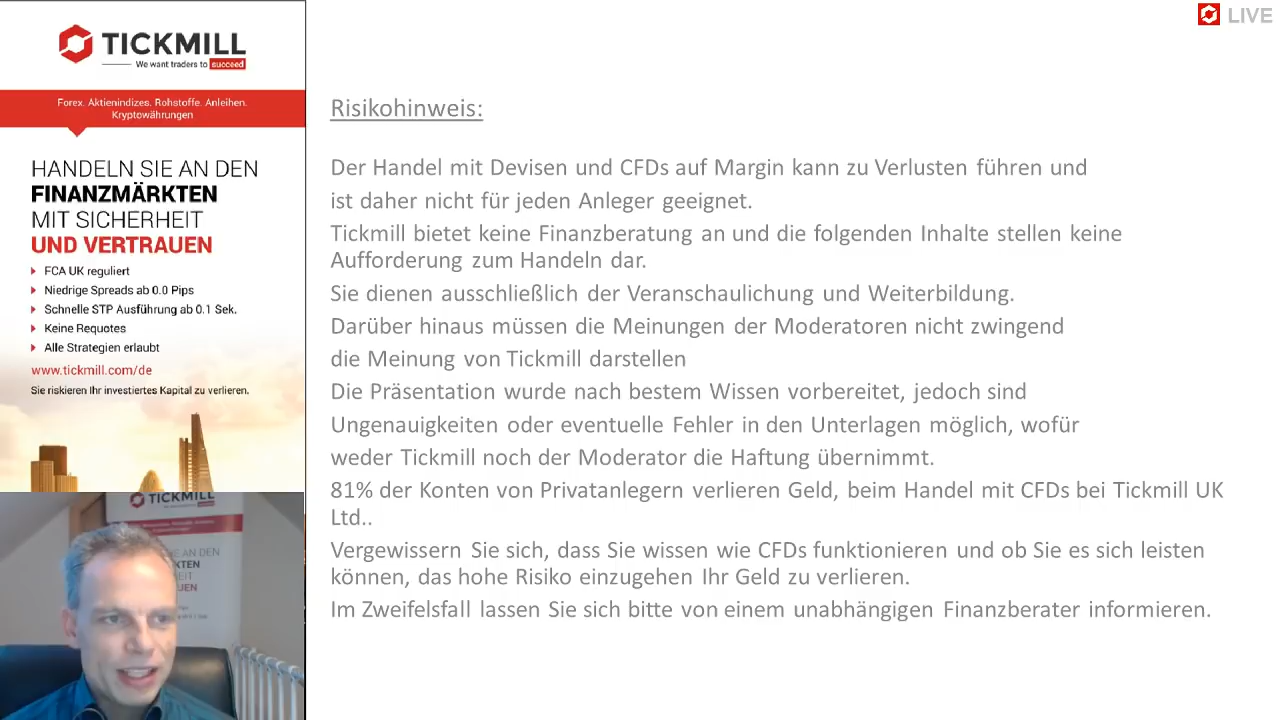 TICKMILL
We want traders to succeed
Forex. Aktienindizes. Rohstoffe. Anleihen.
Kryptowährungen
HANDELN SIE AN DEN
FINANZMÄRKTEN
MIT SICHERHEIT
UND VERTRAUEN
FCA UK reguliert
Niedrige Spreads ab 0.0 Pips
Schnelle STP Ausführung ab 0.1 Sek.
Keine Requotes
Alle Strategien erlaubt
www.tickmill.com/de
Sie riskieren Ihr investiertes Kapital zu verlieren.
TICKMILL
IE AN DEN
KTEN
EIT
UEN
LIVE
Risikohinweis:
Der Handel mit Devisen und CFDs auf Margin kann zu Verlusten führen und
ist daher nicht für jeden Anleger geeignet.
Tickmill bietet keine Finanzberatung an und die folgenden Inhalte stellen keine
Aufforderung zum Handeln dar.
Sie dienen ausschließlich der Veranschaulichung und Weiterbildung.
Darüber hinaus müssen die Meinungen der Moderatoren nicht zwingend
die Meinung von Tickmill darstellen
Die Präsentation wurde nach bestem Wissen vorbereitet, jedoch sind
Ungenauigkeiten oder eventuelle Fehler in den Unterlagen möglich, wofür
weder Tickmill noch der Moderator die Haftung übernimmt.
81% der Konten von Privatanlegern verlieren Geld, beim Handel mit CFDs bei Tickmill UK
Ltd..
Vergewissern Sie sich, dass Sie wissen wie CFDs funktionieren und ob Sie es sich leisten
können, das hohe Risiko einzugehen Ihr Geld zu verlieren.
Im Zweifelsfall lassen Sie sich bitte von einem unabhängigen Finanzberater informieren.